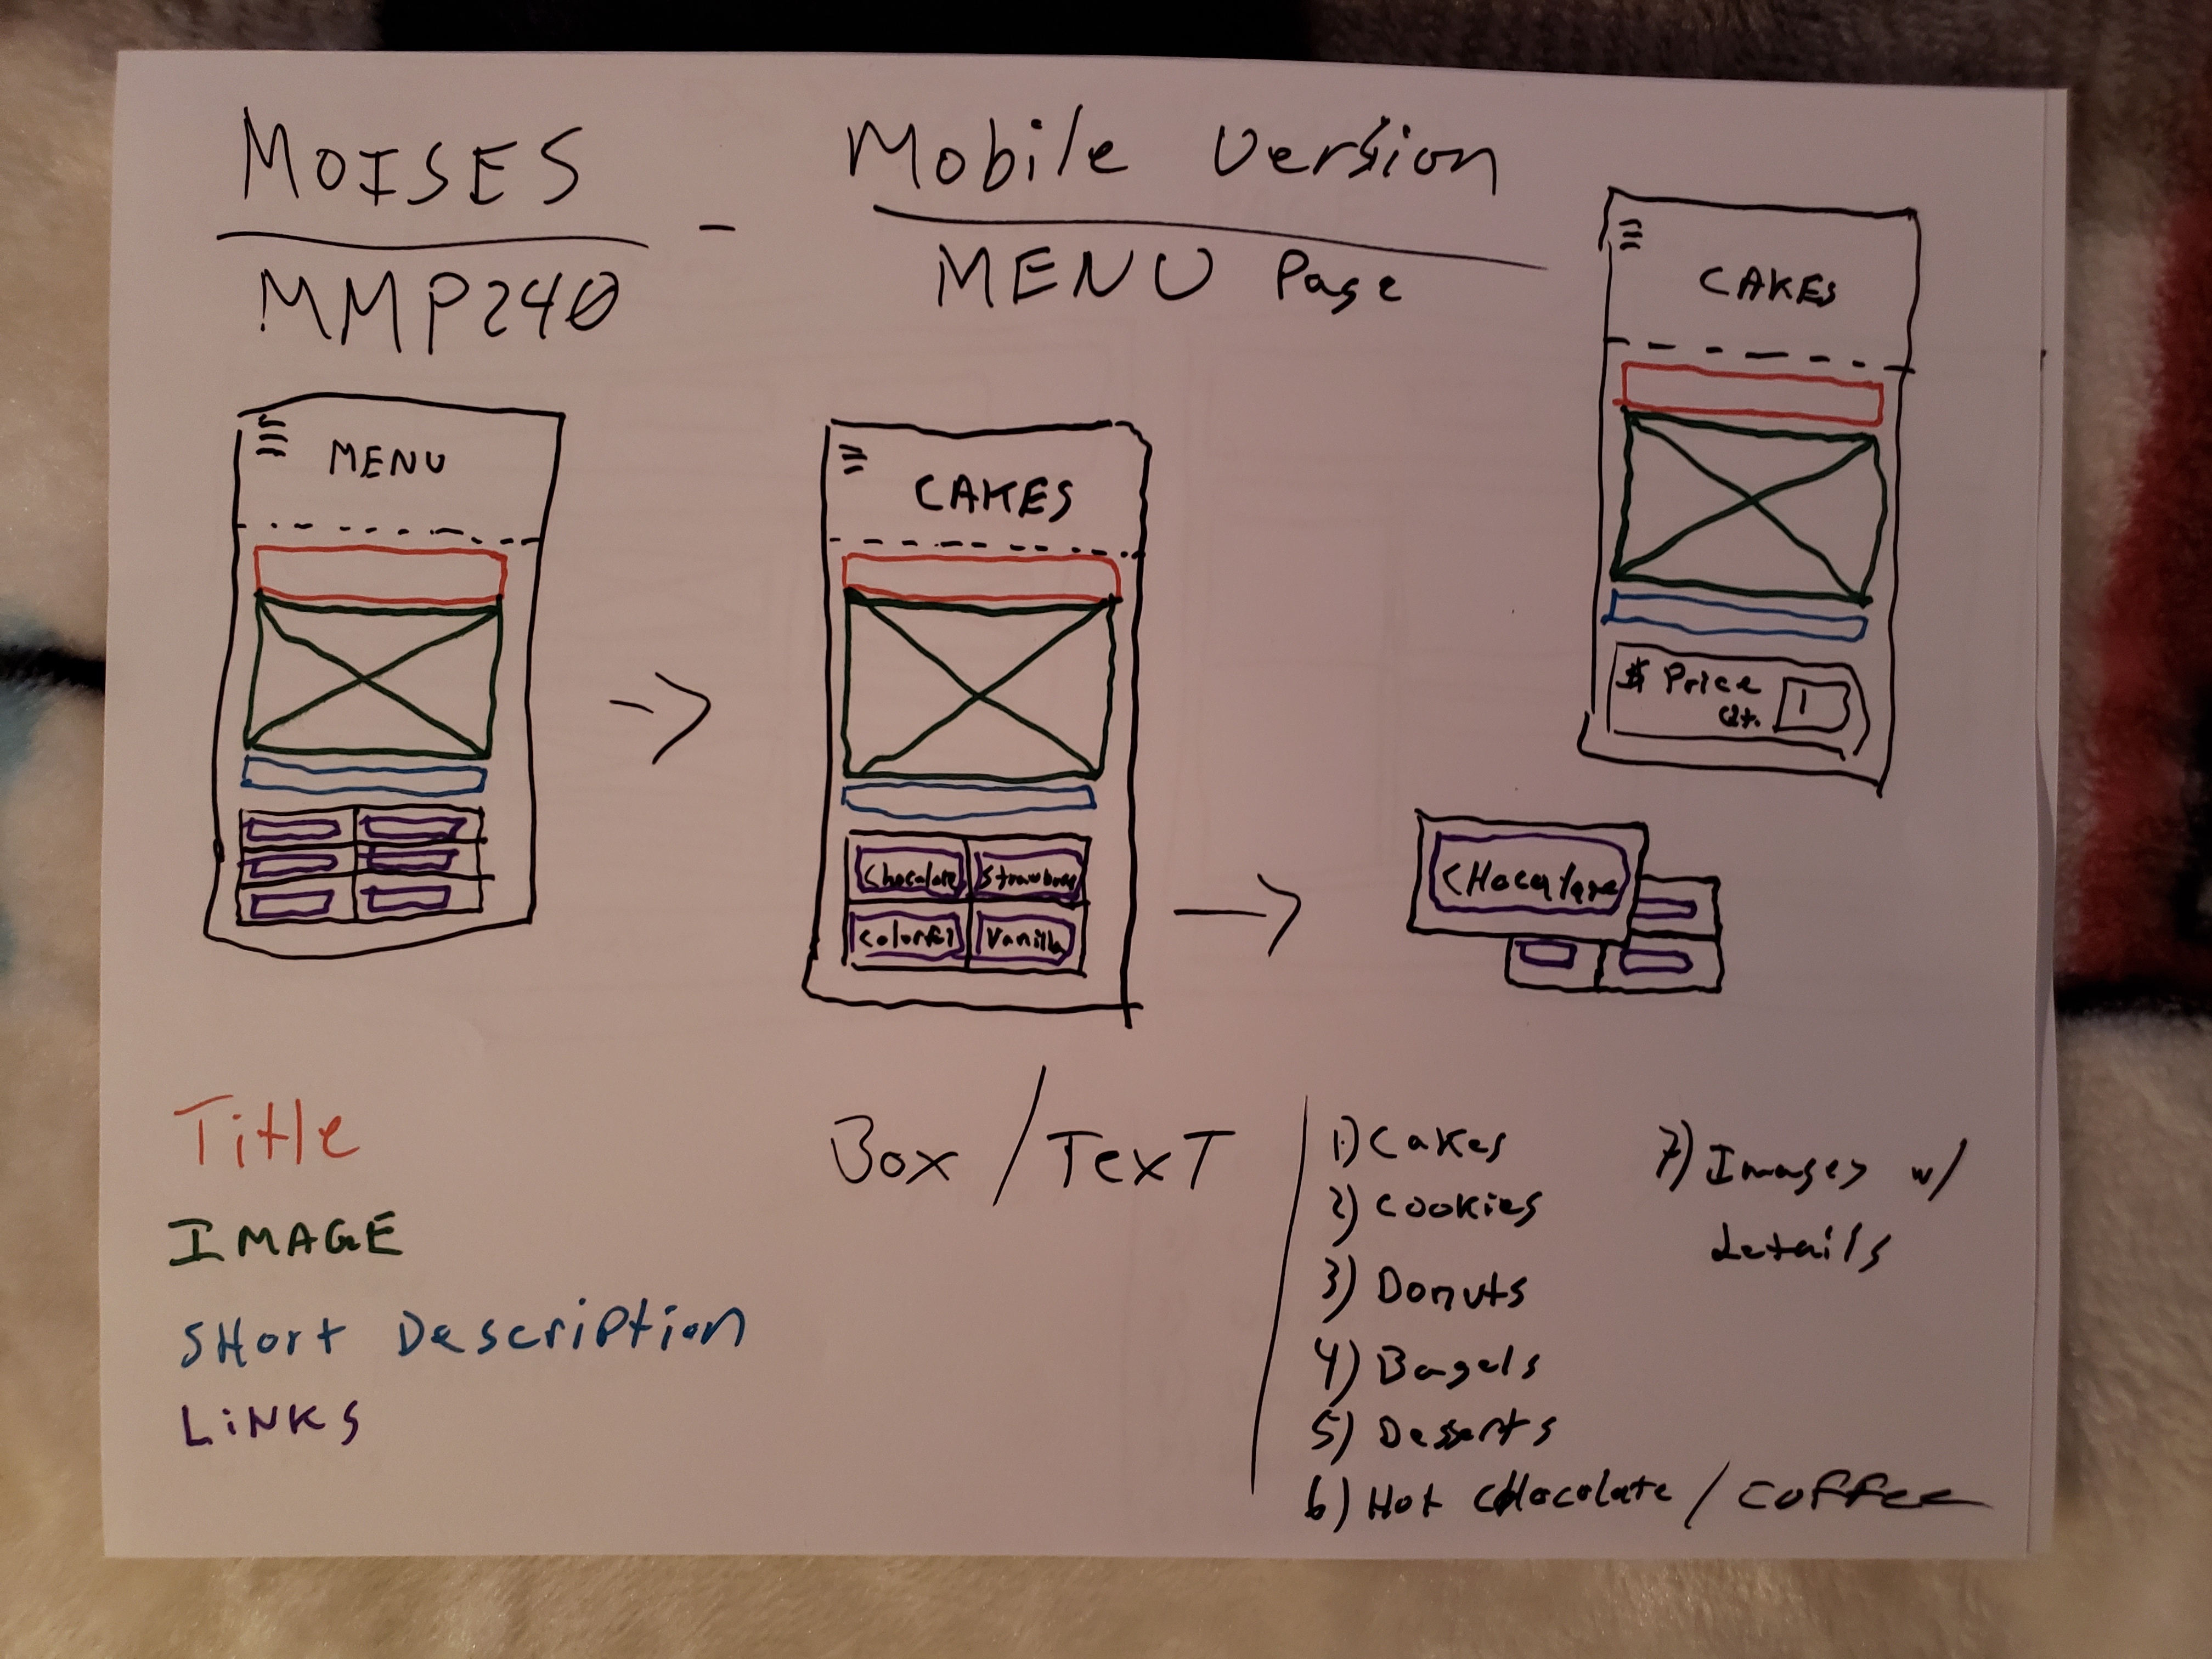 MOISES
MMP240
-
Mobile Version
MENU Page
MENU
CAKES
Chocolate
Strawberry
Colorful
Vanilla
CHocolate
CAKES
$ Price
Qt.
1
Title
IMAGE
SHort Description
LiNKS
Box / TexT
1) Cakes
2) Cookies
3) Donuts
4) Bagels
5) Desserts
6) Hot CHocolate / Coffee
7) Images w/
details